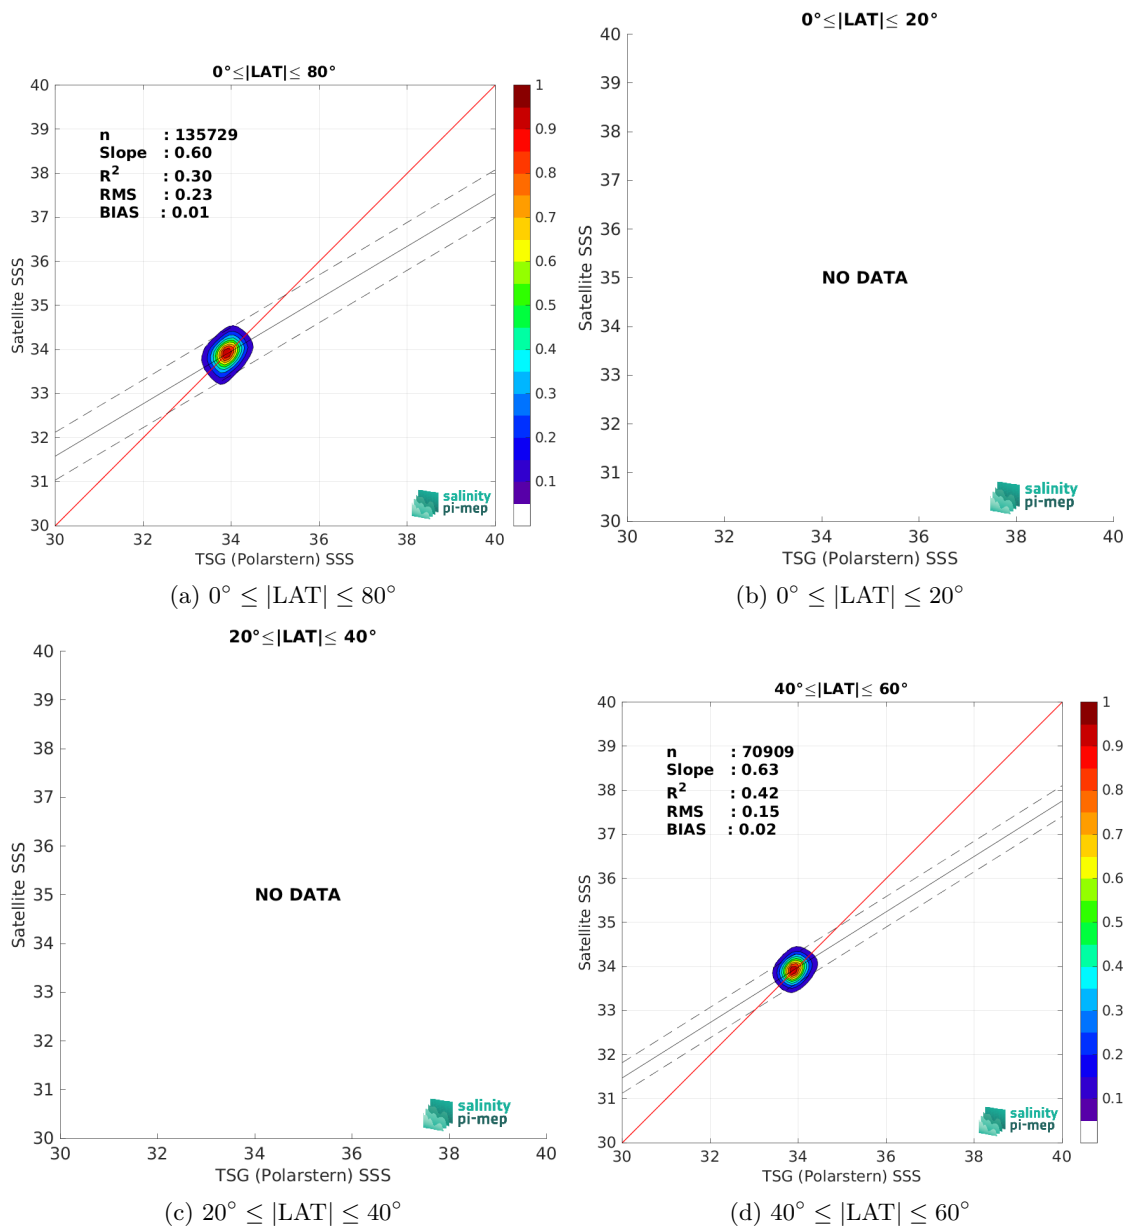 0°≤|LAT|≤ 80°
n : 135729
Slope : 0.60
R² : 0.30
RMS : 0.23
BIAS : 0.01
40
39
38
37
36
35
34
33
32
31
30
Satellite SSS
30 32 34 36 38 40
TSG (Polarstern) SSS
1
0.9
0.8
0.7
0.6
0.5
0.4
0.3
0.2
0.1
salinity
pi-mep
(a) 0° ≤ |LAT| ≤ 80°
0°≤|LAT|≤ 20°
40
39
38
37
36
35
34
33
32
31
30
Satellite SSS
NO DATA
salinity
pi-mep
30 32 34 36 38 40
TSG (Polarstern) SSS
(b) 0° ≤ |LAT| ≤ 20°
20°≤|LAT|≤ 40°
40
39
38
37
36
35
34
33
32
31
30
Satellite SSS
NO DATA
salinity
pi-mep
30 32 34 36 38 40
TSG (Polarstern) SSS
(c) 20° ≤ |LAT| ≤ 40°
40°≤|LAT|≤ 60°
n : 70909
Slope : 0.63
R² : 0.42
RMS : 0.15
BIAS : 0.02
40
39
38
37
36
35
34
33
32
31
30
Satellite SSS
30 32 34 36 38 40
TSG (Polarstern) SSS
1
0.9
0.8
0.7
0.6
0.5
0.4
0.3
0.2
0.1
salinity
pi-mep
(d) 40° ≤ |LAT| ≤ 60°